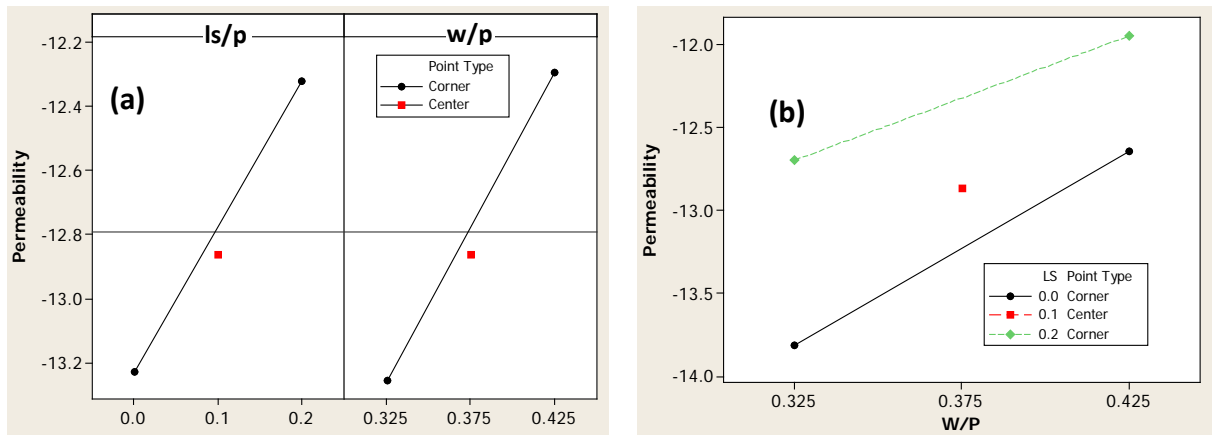 ls/p w/p
(a)
Point Type
Corner
Center
Permeability
-12.2
-12.4
-12.6
-12.8
-13.0
-13.2
0.0 0.1 0.2 0.325 0.375 0.425
(b)
Permeability
-12.0
-12.5
-13.0
-13.5
-14.0
LS Point Type
0.0 Corner
0.1 Center
0.2 Corner
0.325 0.375 0.425
W/P